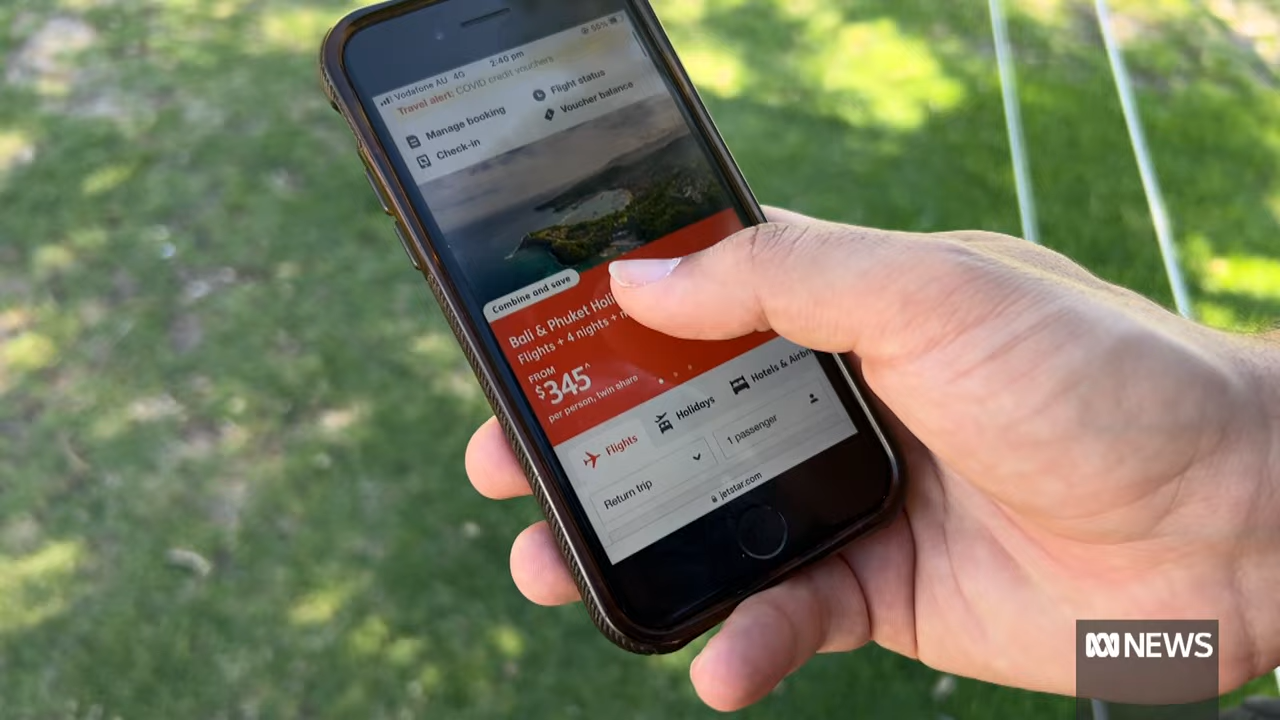 Vodafone AU 4G 2:40 pm 55%
Travel alert: COVID credit vouchers
Manage booking
Flight status
Check-in
Voucher balance
Combine and save
Bali & Phuket Holi
Flights + 4 nights +
FROM
$345^
per person, twin share
Flights
Holidays
Hotels & Airbn
Return trip
1 passenger
jetstar.com
NEWS